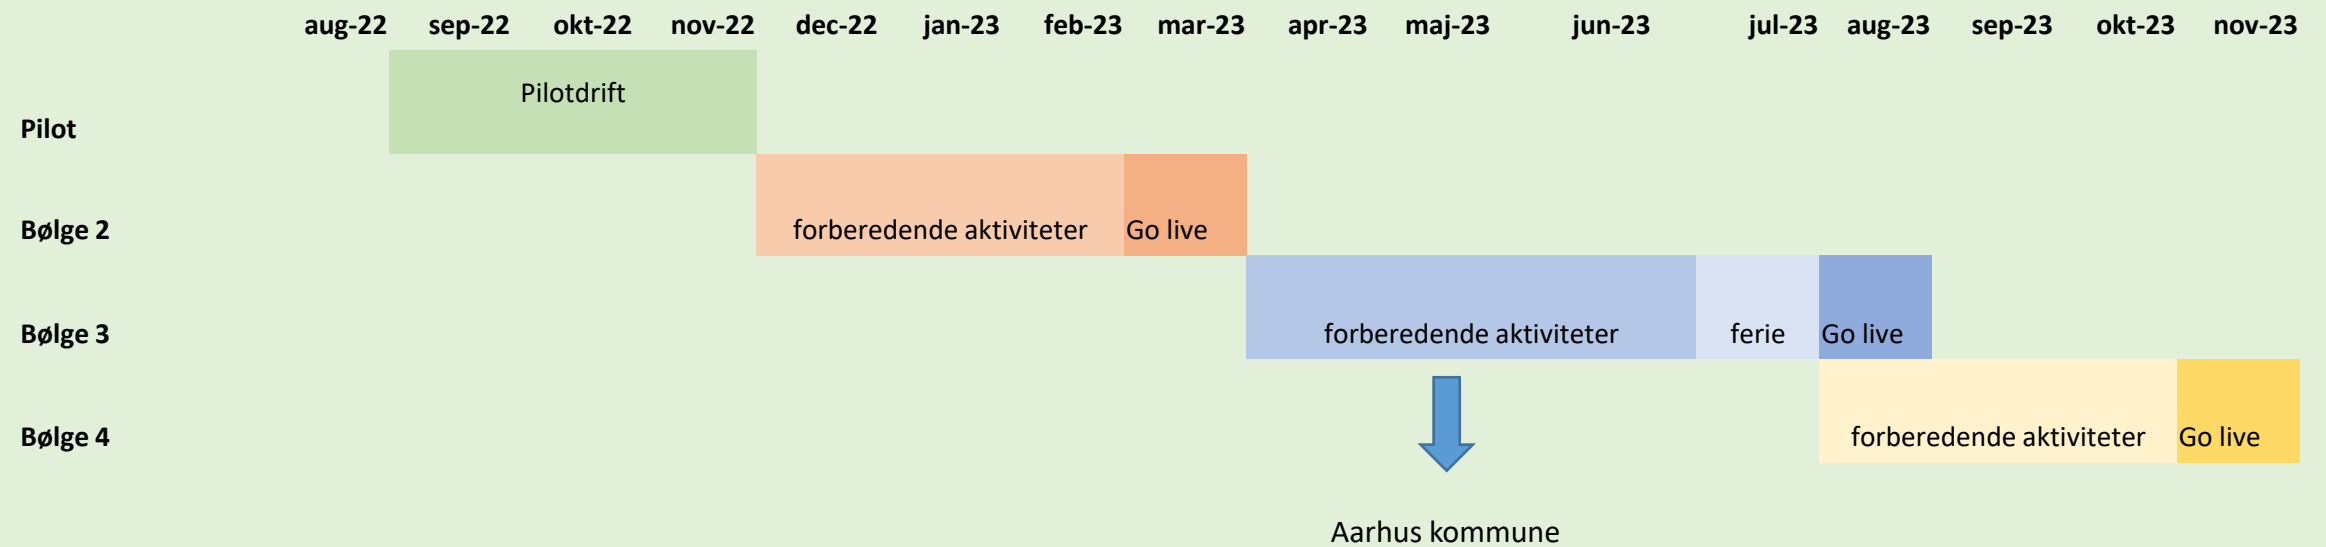 aug-22 sep-22 okt-22 nov-22 dec-22 jan-23 feb-23 mar-23 apr-23 maj-23 jun-23 jul-23 aug-23 sep-23 okt-23 nov-23
Pilotdrift
Pilot
Bølge 2 forberedende aktiviteter Go live
Bølge 3 forberedende aktiviteter ferie Go live
Bølge 4 forberedende aktiviteter Go live
Aarhus kommune